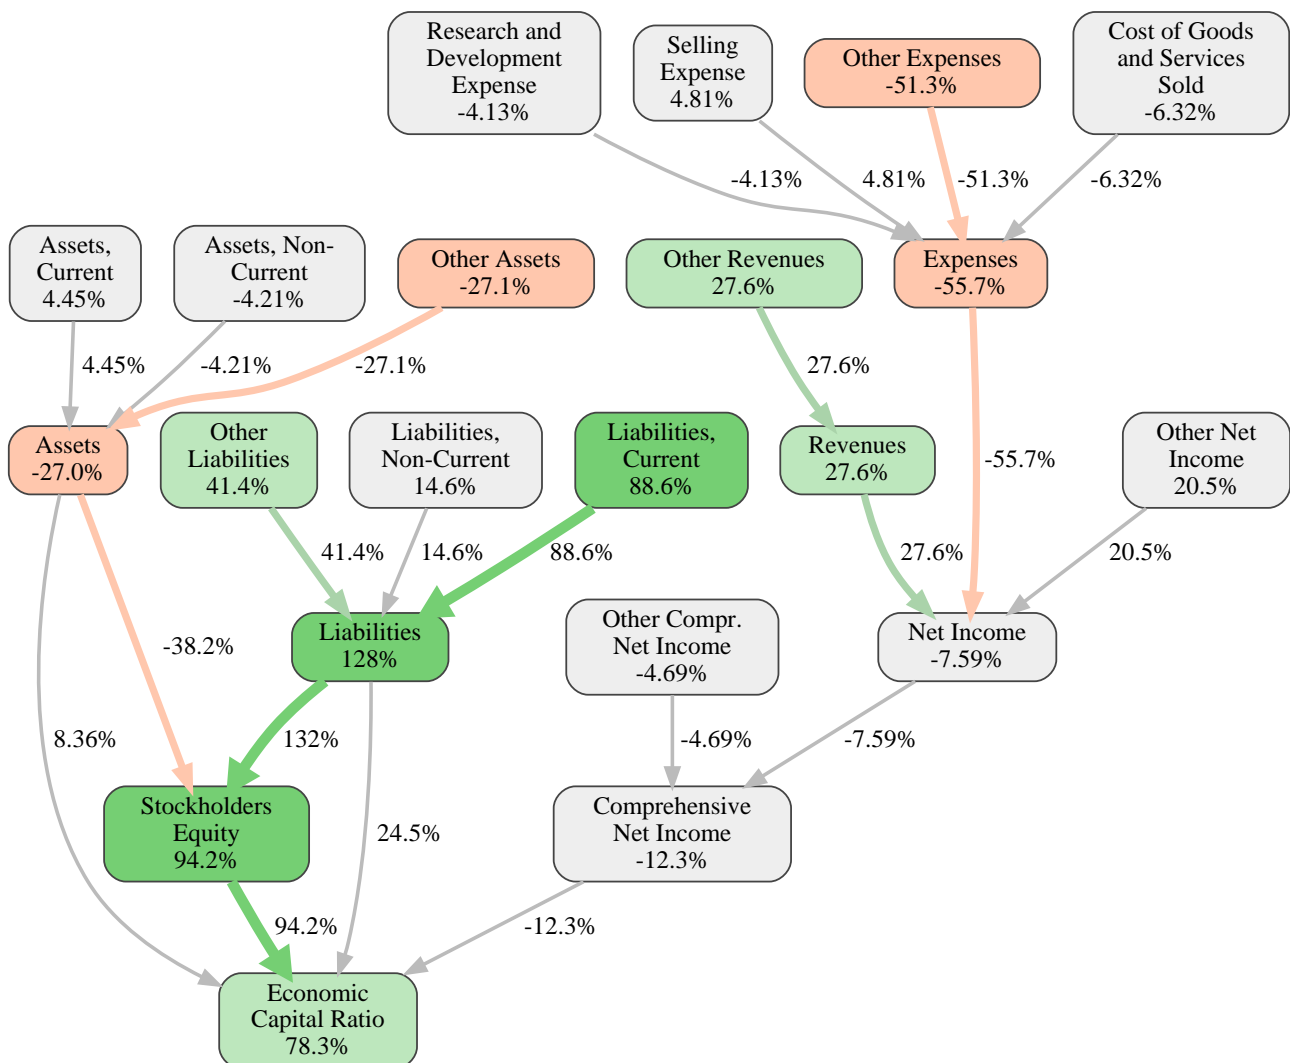 Research and
Development
Expense
-4.13%
Selling
Expense
4.81%
Other Expenses
-51.3%
Cost of Goods
and Services
Sold
-6.32%
-4.13%
4.81%
-51.3%
-6.32%
Assets,
Current
4.45%
Assets, Non-
Current
-4.21%
Other Assets
-27.1%
Other Revenues
27.6%
Expenses
-55.7%
4.45%
-4.21%
-27.1%
27.6%
Assets
-27.0%
Other
Liabilities
41.4%
Liabilities,
Non-Current
14.6%
Liabilities,
Current
88.6%
Revenues
27.6%
-55.7%
Other Net
Income
20.5%
41.4%
14.6%
88.6%
27.6%
20.5%
-38.2%
Liabilities
128%
Other Compr.
Net Income
-4.69%
Net Income
-7.59%
8.36%
132%
-4.69%
-7.59%
Stockholders
Equity
94.2%
24.5%
Comprehensive
Net Income
-12.3%
94.2%
-12.3%
Economic
Capital Ratio
78.3%